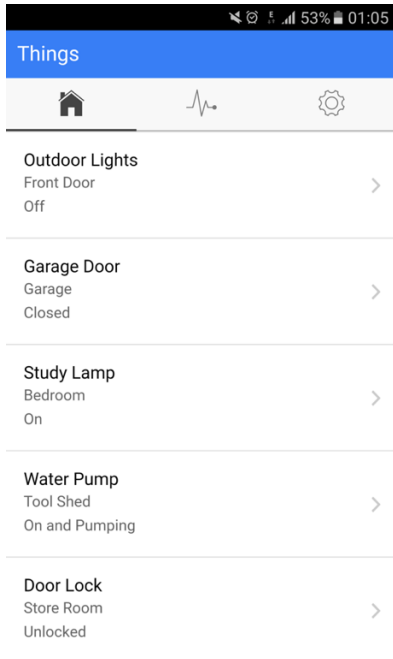 53% 01:05
Things
Outdoor Lights
Front Door
Off
Garage Door
Garage
Closed
Study Lamp
Bedroom
On
Water Pump
Tool Shed
On and Pumping
Door Lock
Store Room
Unlocked